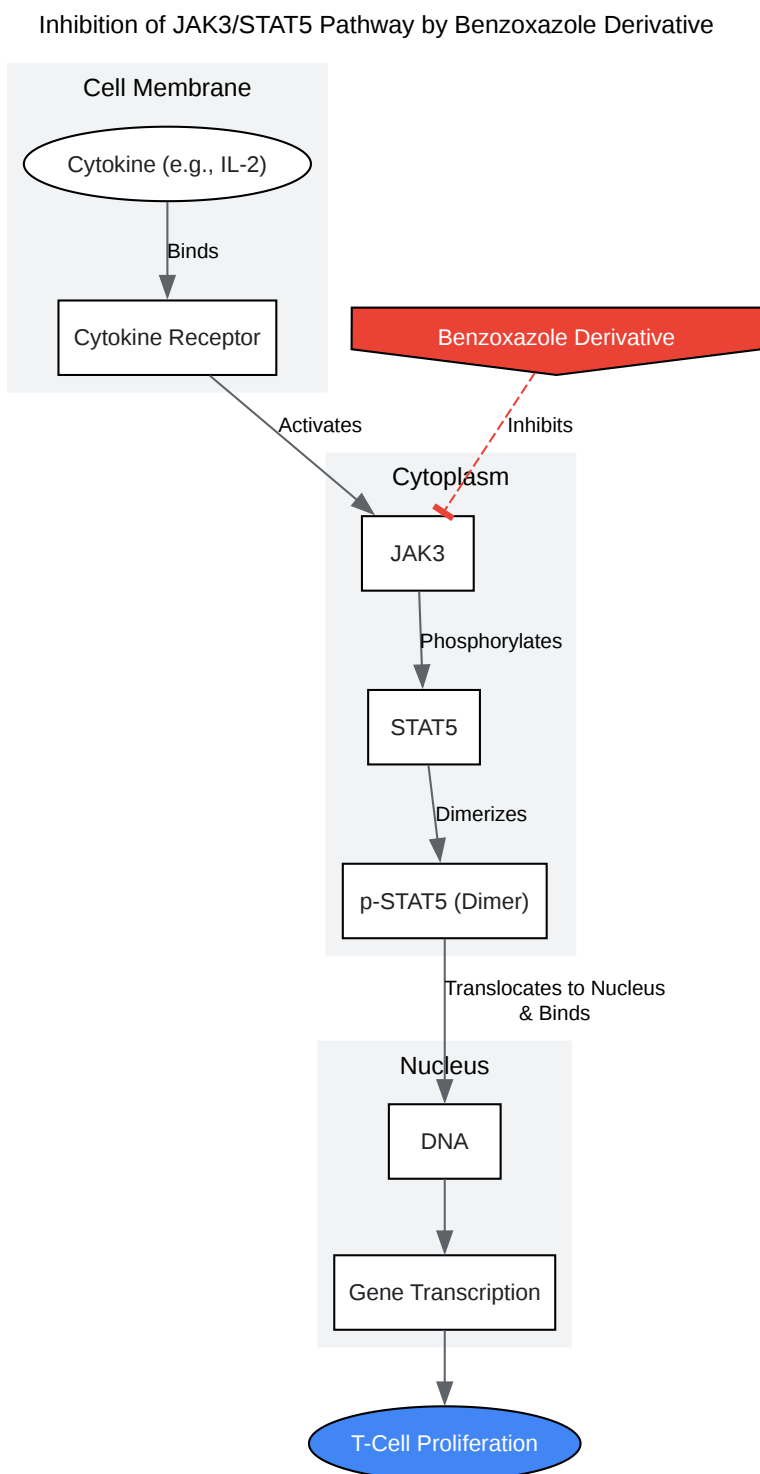 Inhibition of JAK3/STAT5 Pathway by Benzoxazole Derivative
Cell Membrane
Cytokine (e.g., IL-2)
Binds
Cytokine Receptor
Benzoxazole Derivative
Activates
Inhibits
Cytoplasm
JAK3
Phosphorylates
STAT5
Dimerizes
p-STAT5 (Dimer)
Translocates to Nucleus
& Binds
Nucleus
DNA
Gene Transcription
T-Cell Proliferation